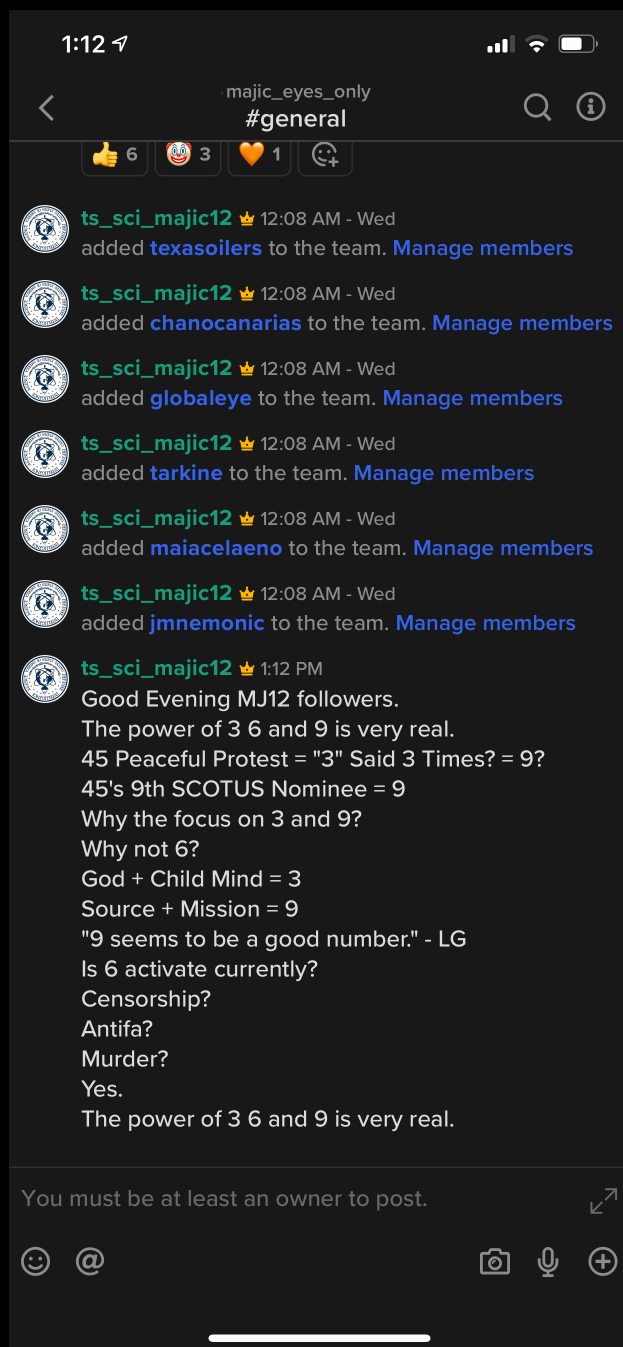 1:12
majic_eyes_only
#general
6 3 1
ts_sci_majic12 12:08 AM - Wed
added texasoilers to the team. Manage members
ts_sci_majic12 12:08 AM - Wed
added chanocanarias to the team. Manage members
ts_sci_majic12 12:08 AM - Wed
added globaleye to the team. Manage members
ts_sci_majic12 12:08 AM - Wed
added tarkine to the team. Manage members
ts_sci_majic12 12:08 AM - Wed
added maiacelaeno to the team. Manage members
ts_sci_majic12 12:08 AM - Wed
added jmnemonic to the team. Manage members
ts_sci_majic12 1:12 PM
Good Evening MJ12 followers.
The power of 3 6 and 9 is very real.
45 Peaceful Protest = "3" Said 3 Times? = 9?
45's 9th SCOTUS Nominee = 9
Why the focus on 3 and 9?
Why not 6?
God + Child Mind = 3
Source + Mission = 9
"9 seems to be a good number." - LG
Is 6 activate currently?
Censorship?
Antifa?
Murder?
Yes.
The power of 3 6 and 9 is very real.
You must be at least an owner to post.